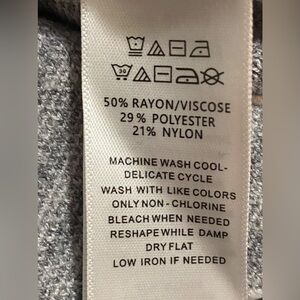 30
50% RAYON/VISCOSE
29% POLYESTER
21% NYLON
MACHINE WASH COOL-
DELICATE CYCLE
WASH WITH LIKE COLORS
ONLY NON - CHLORINE
BLEACH WHEN NEEDED
RESHAPE WHILE DAMP
DRY FLAT
LOW IRON IF NEEDED